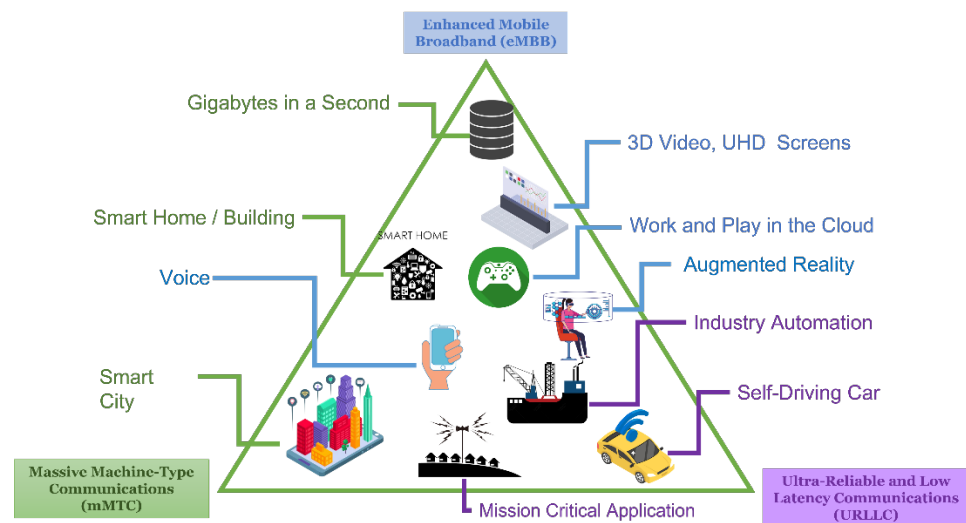 Enhanced Mobile
Broadband (eMBB)
Gigabytes in a Second
3D Video, UHD Screens
Smart Home / Building
SMART HOME
Work and Play in the Cloud
Voice
Augmented Reality
Industry Automation
Smart
City
Self-Driving Car
Massive Machine-Type
Communications
(mMTC)
Ultra-Reliable and Low
Latency Communications
(URLLC)
Mission Critical Application